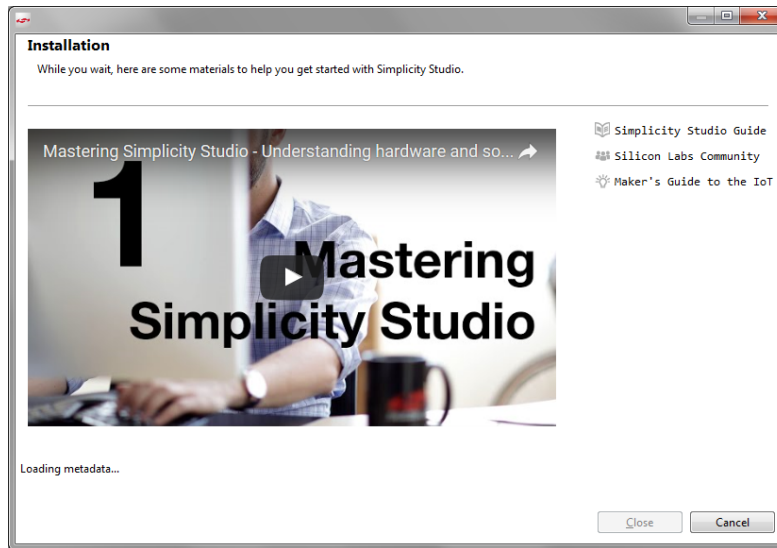 Installation
While you wait, here are some materials to help you get started with Simplicity Studio.
Mastering Simplicity Studio - Understanding hardware and so...
1
Mastering
Simplicity Studio
Simplicity Studio Guide
Silicon Labs Community
Maker's Guide to the IoT
Loading metadata...
Close
Cancel